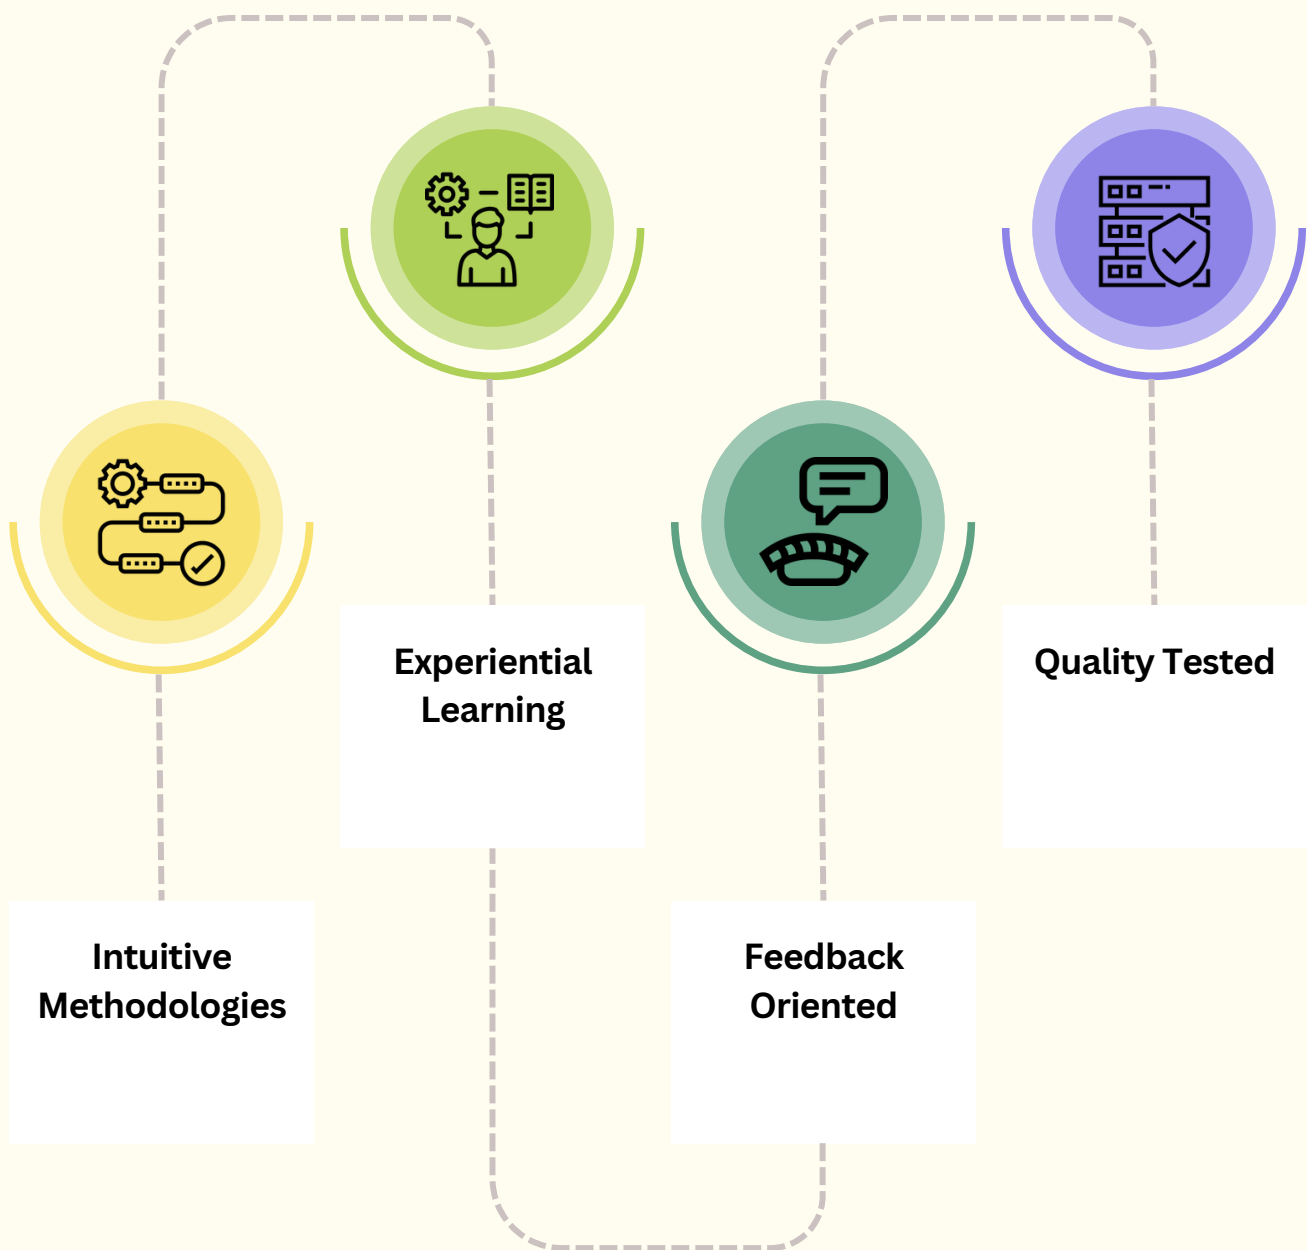 Intuitive
Methodologies
Experiential
Learning
Feedback
Oriented
Quality Tested